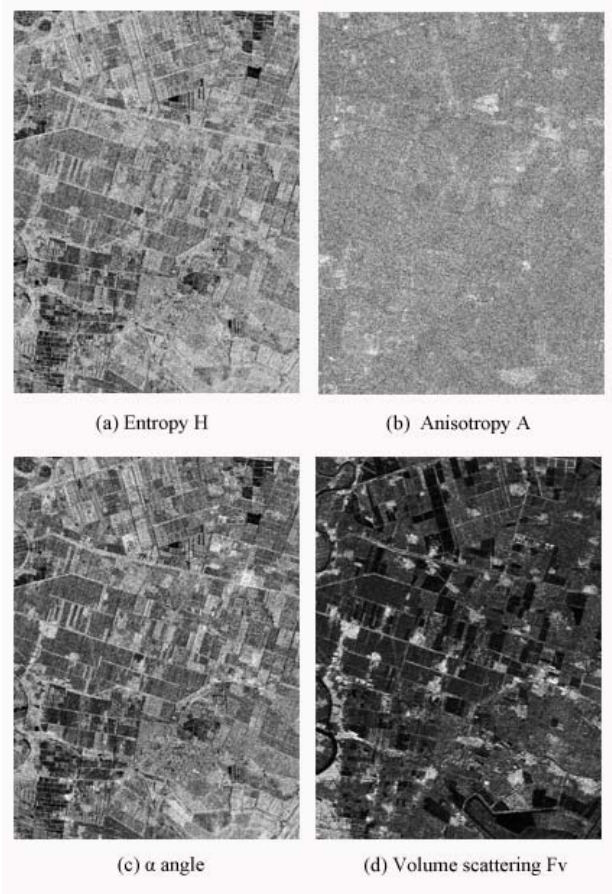 (a) Entropy H
(b) Anisotropy A
(c) α angle
(d) Volume scattering Fv